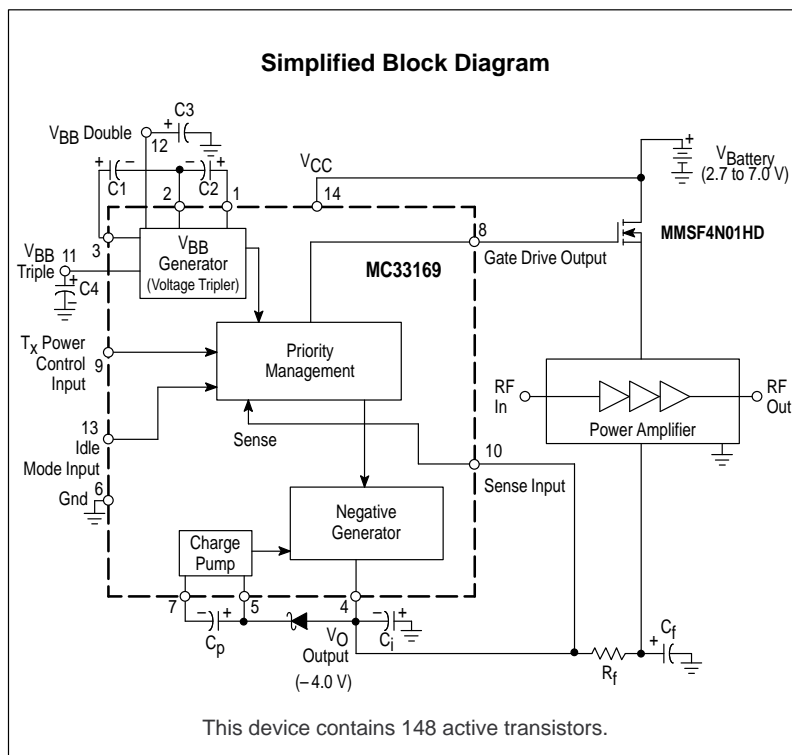 Simplified Block Diagram
C3
+
VBB Double
12
+
–
–
+
C1
C2
2
1
VCC
14
+
VBattery
(2.7 to 7.0 V)
3
VBB
Triple
11
+
C4
–
VBB
Generator
(Voltage Tripler)
MC33169
8
Gate Drive Output
MMSF4N01HD
Tx Power
Control
Input
9
Priority
Management
RF
In
RF
Out
Power Amplifier
13
Idle
Mode Input
Sense
10
Sense Input
6
Gnd
Negative
Generator
Charge
Pump
7
5
4
–
+
Cp
VO
Output
(– 4.0 V)
–
+
Ci
Rf
+
Cf
This device contains 148 active transistors.